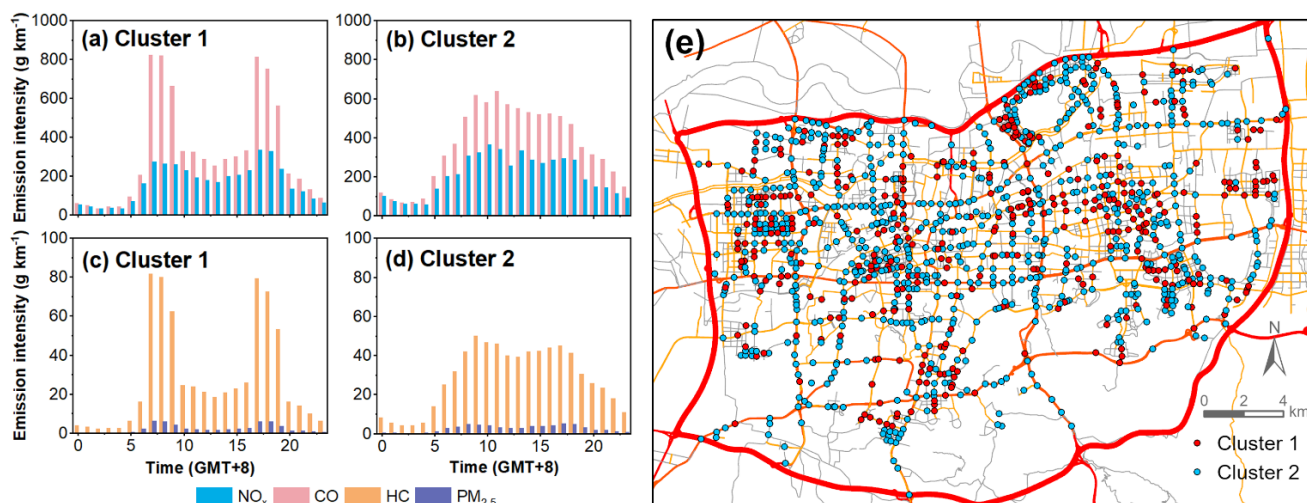 Emission intensity (g km⁻¹)
1000
800
600
400
200
0
(a) Cluster 1
1000
800
600
400
200
0
(b) Cluster 2
Emission intensity (g km⁻¹)
100
80
60
40
20
0
(c) Cluster 1
100
80
60
40
20
0
(d) Cluster 2
0 5 10 15 20
0 5 10 15 20
Time (GMT+8)
Time (GMT+8)
NOₓ CO HC PM₂.₅
(e)
N
0 2 4
km
Cluster 1
Cluster 2